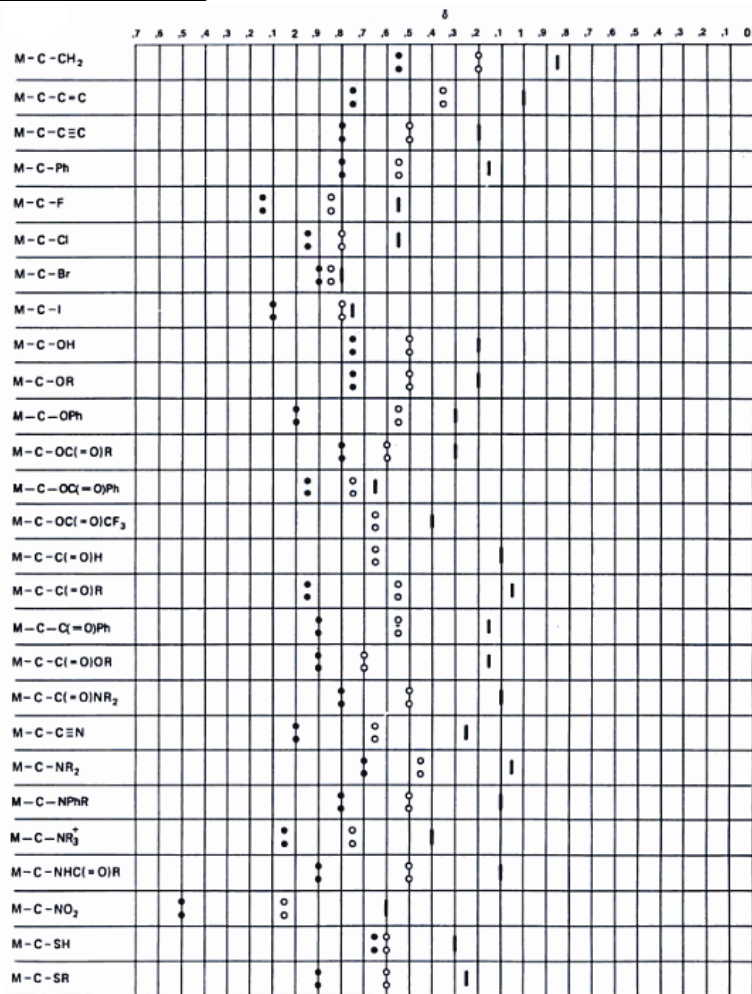 δ
.7 .6 .5 .4 .3 .2 .1 2 .9 .8 .7 .6 .5 .4 .3 .2 .1 1 .9 .8 .7 .6 .5 .4 .3 .2 .1 0
M-C-CH₂
M-C-C=C
M-C-C≡C
M-C-Ph
M-C-F
M-C-Cl
M-C-Br
M-C-I
M-C-OH
M-C-OR
M-C-OPh
M-C-OC(=O)R
M-C-OC(=O)Ph
M-C-OC(=O)CF₃
M-C-C(=O)H
M-C-C(=O)R
M-C-C(=O)Ph
M-C-C(=O)OR
M-C-C(=O)NR₂
M-C-C≡N
M-C-NR₂
M-C-NPhR
M-C-NR₃⁺
M-C-NHC(=O)R
M-C-NO₂
M-C-SH
M-C-SR